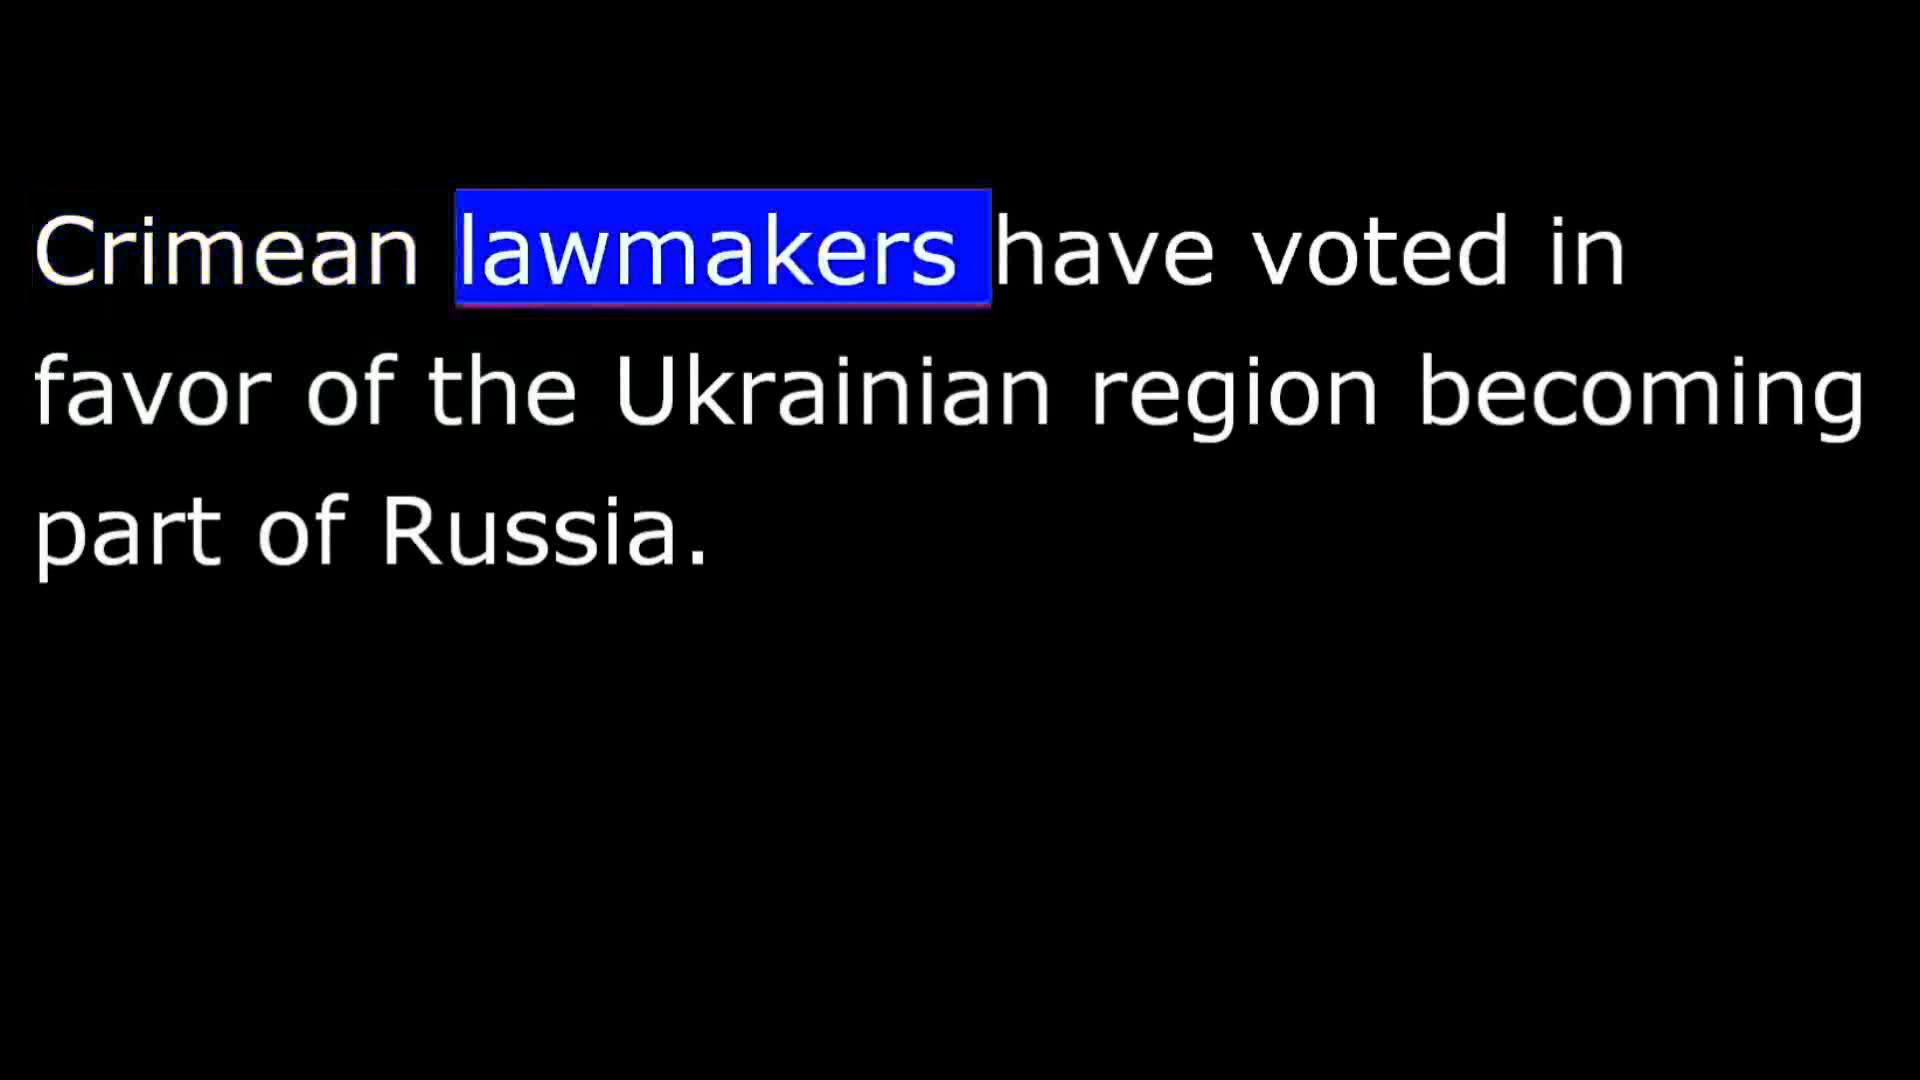 Crimean lawmakers have voted in
favor of the Ukrainian region becoming
part of Russia.